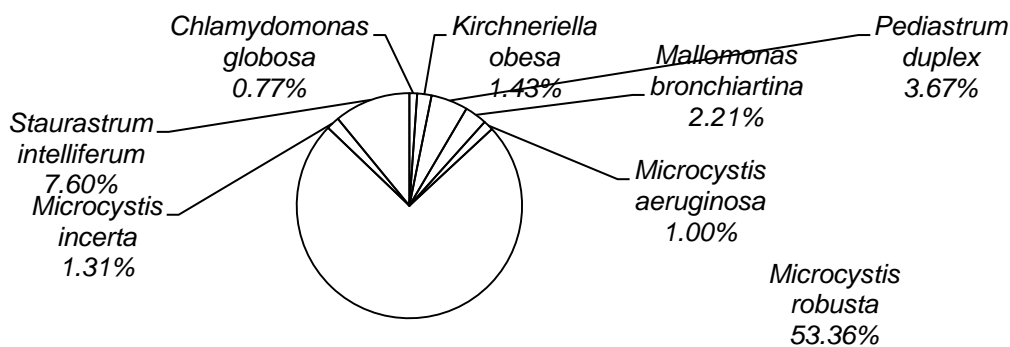 Chlamydomonas
globosa
0.77%
Kirchneriella
obesa
1.43%
Mallomonas
bronchiartina
2.21%
Pediastrum
duplex
3.67%
Staurastrum
intelliferum
7.60%
Microcystis
incerta
1.31%
Microcystis
aeruginosa
1.00%
Microcystis
robusta
53.36%